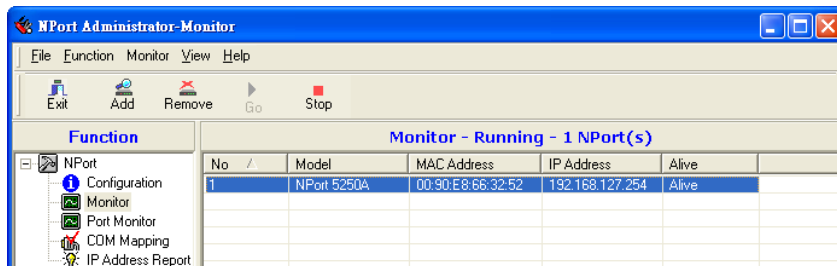 NPort Administrator-Monitor
File Function Monitor View Help
Exit Add Remove Go Stop
Function
Monitor - Running - 1 NPort(s)
NPort
Configuration
Monitor
Port Monitor
COM Mapping
IP Address Report
No Model MAC Address IP Address Alive
1 NPort 5250A 00:90:E8:66:32:52 192.168.127.254 Alive